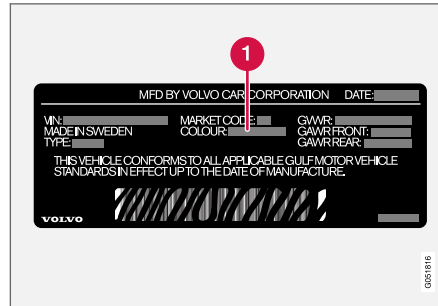 1
MFD BY VOLVO CAR CORPORATION DATE:
VIN: MARKET CODE: GVWR:
MADE IN SWEDEN COLOUR: GAWR FRONT:
TYPE: GAWR REAR:
THIS VEHICLE CONFORMS TO ALL APPLICABLE GULF MOTOR VEHICLE
STANDARDS IN EFFECT UP TO THE DATE OF MANUFACTURE.
VOLVO
G051816